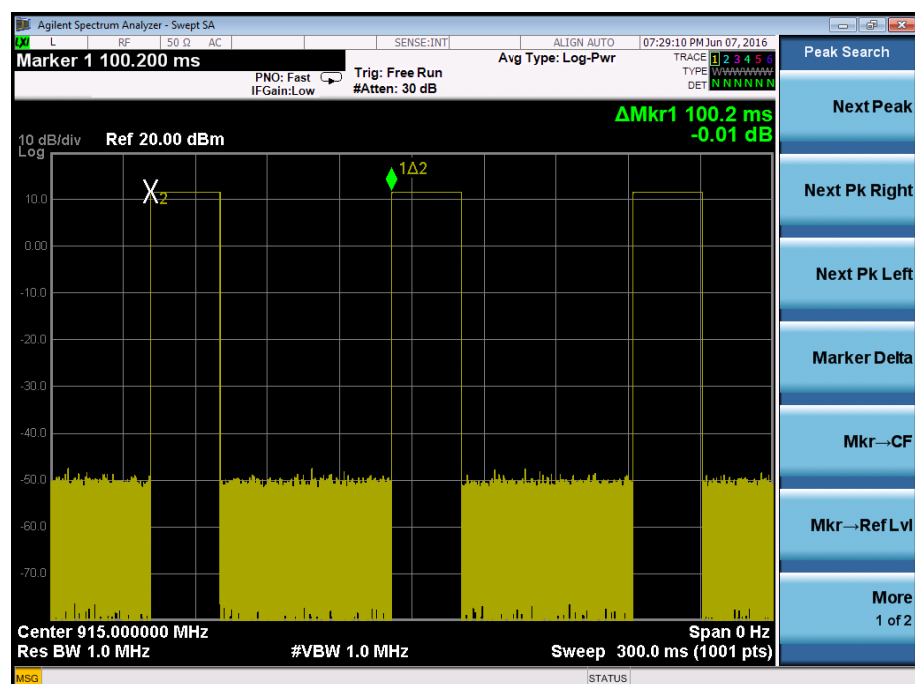 Agilent Spectrum Analyzer - Swept SA
LXI L RF 50 Ω AC SENSE:INT ALIGN AUTO 07:29:10 PM Jun 07, 2016
Marker 1 100.200 ms
PNO: Fast
IFGain:Low
Trig: Free Run
#Atten: 30 dB
Avg Type: Log-Pwr
TRACE 1 2 3 4 5 6
TYPE WWWWWW
DET N N N N N N
Peak Search
ΔMkr1 100.2 ms
-0.01 dB
10 dB/div Ref 20.00 dBm
Log
1Δ2
X2
10.0
0.00
-10.0
-20.0
-30.0
-40.0
-50.0
-60.0
-70.0
Center 915.000000 MHz Span 0 Hz
Res BW 1.0 MHz #VBW 1.0 MHz Sweep 300.0 ms (1001 pts)
MSG STATUS
Next Peak
Next Pk Right
Next Pk Left
Marker Delta
Mkr→CF
Mkr→Ref Lvl
More
1 of 2